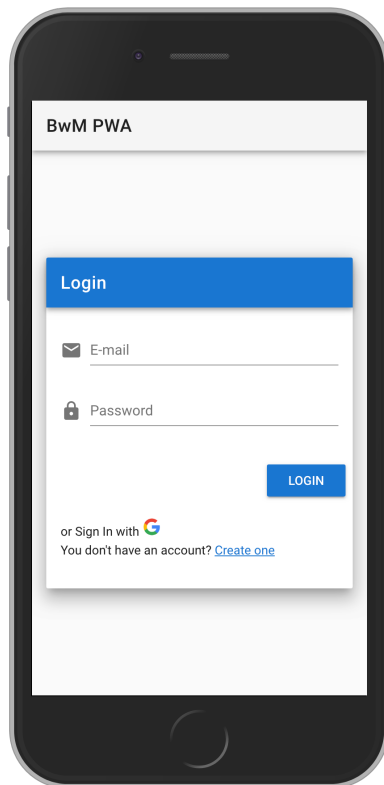 BwM PWA
Login
E-mail
Password
LOGIN
or Sign In with G
You don't have an account? Create one